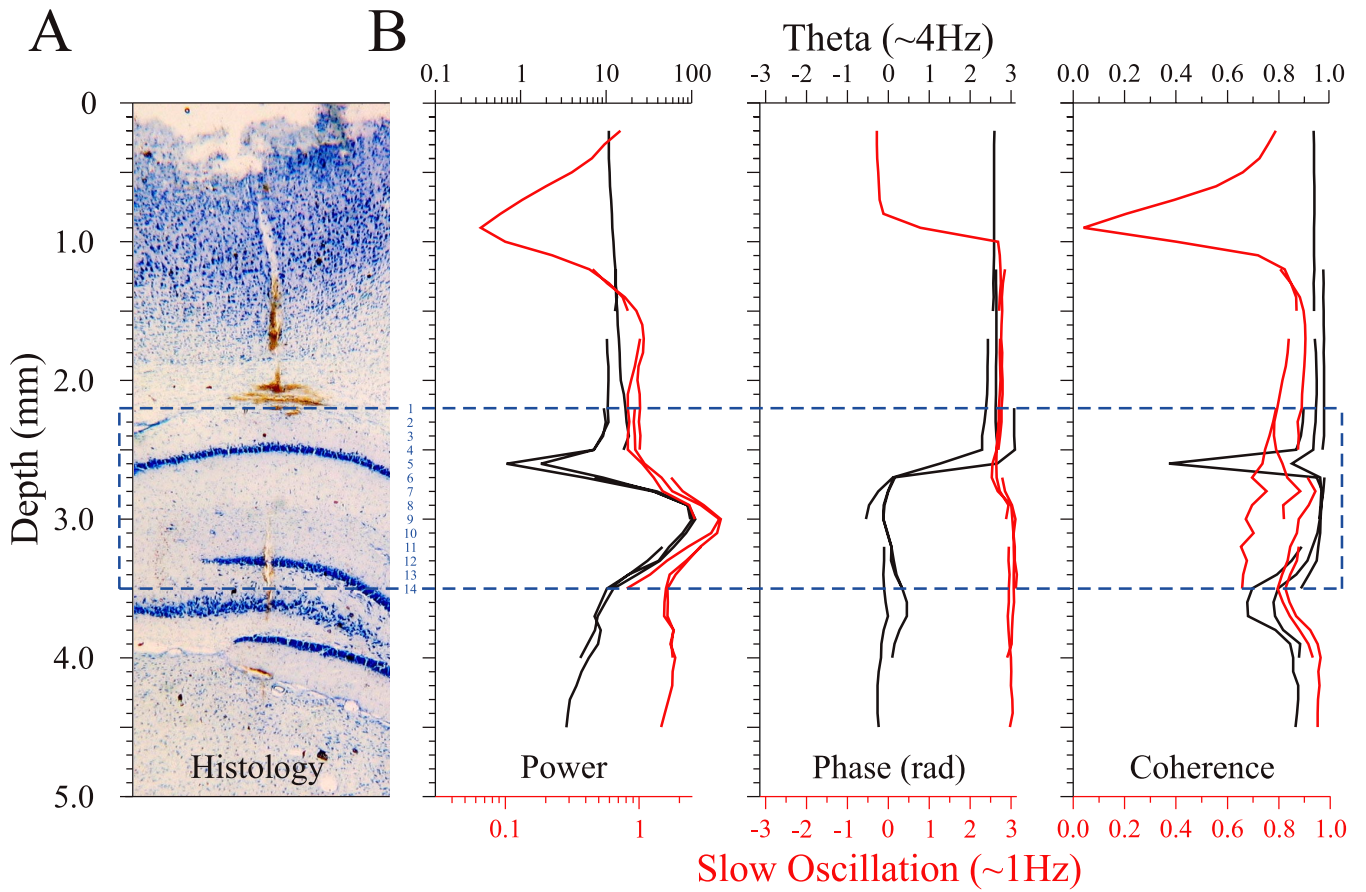 A
B
Theta (~4Hz)
0.1 1 10 100
-3 -2 -1 0 1 2 3
0.0 0.2 0.4 0.6 0.8 1.0
Depth (mm)
0
1.0
2.0
3.0
4.0
5.0
1
2
3
4
5
6
7
8
9
10
11
12
13
14
Histology
Power
Phase (rad)
Coherence
0.1 1
-3 -2 -1 0 1 2 3
0.0 0.2 0.4 0.6 0.8 1.0
Slow Oscillation (~1Hz)